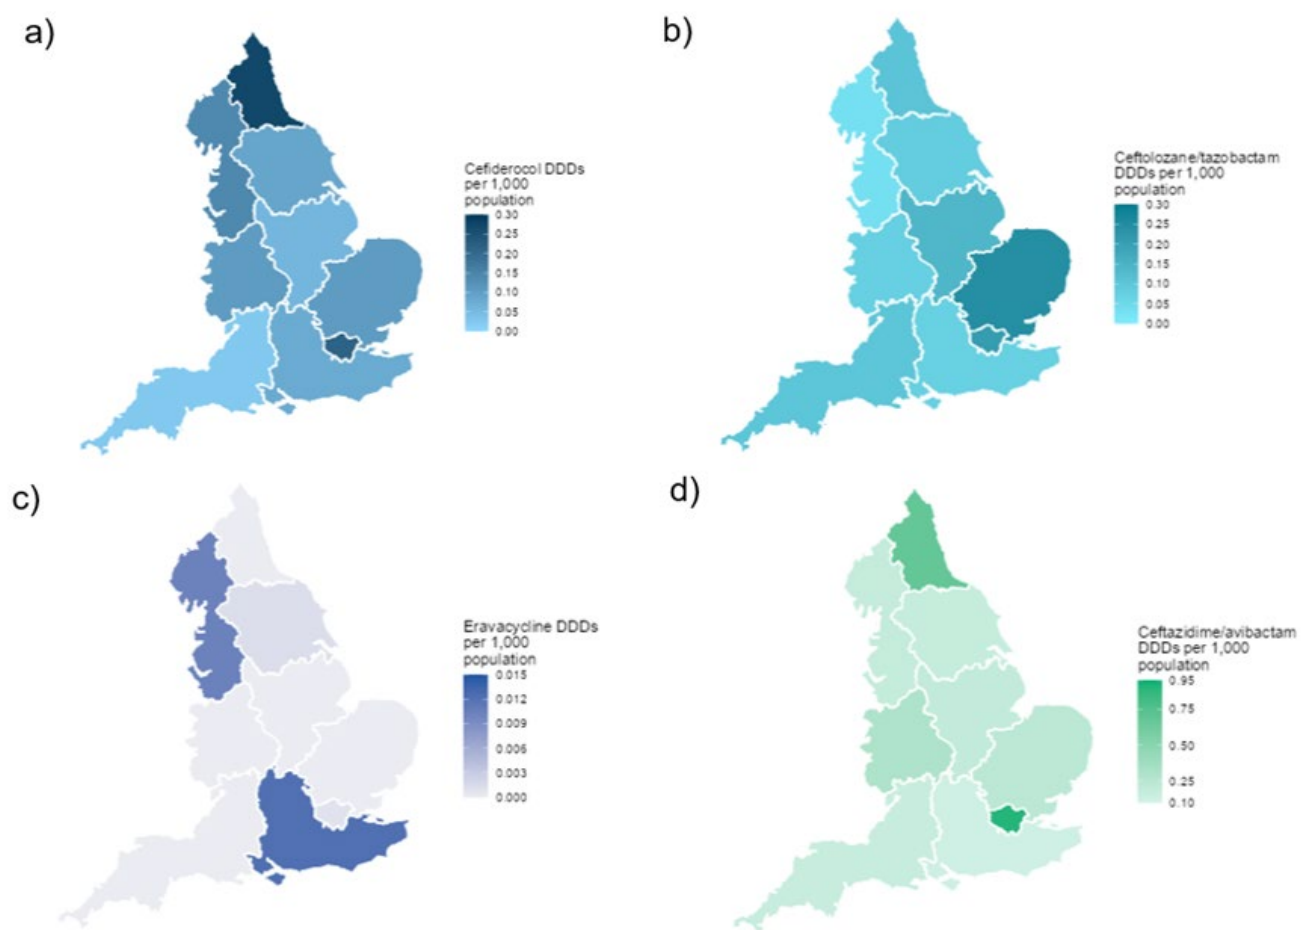 a)
Cefiderocol DDDs
per 1,000
population
0.30
0.25
0.20
0.15
0.10
0.05
0.00
b)
Ceftolozane/tazobactam
DDDs per 1,000
population
0.30
0.20
0.15
0.10
0.05
0.00
c)
Eravacycline DDDs
per 1,000
population
0.015
0.012
0.009
0.006
0.003
0.000
d)
Ceftazidime/avibactam
DDDs per 1,000
population
0.95
0.75
0.50
0.25
0.10